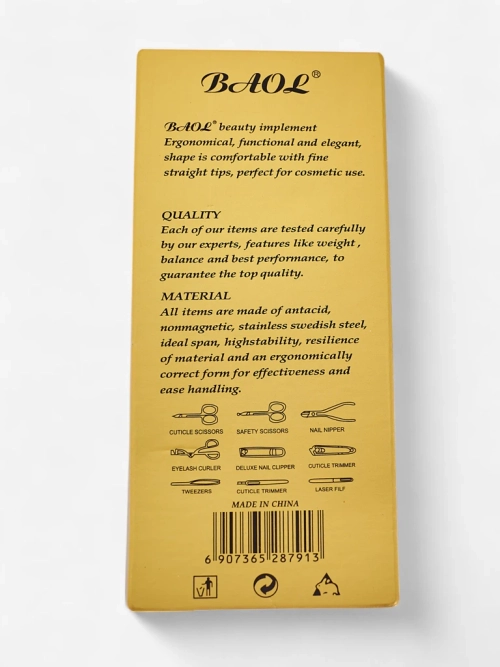 BAOL®
BAOL® beauty implement
Ergonomical, functional and elegant,
shape is comfortable with fine
straight tips, perfect for cosmetic use.
QUALITY
Each of our items are tested carefully
by our experts, features like weight ,
balance and best performance, to
guarantee the top quality.
MATERIAL
All items are made of antacid,
nonmagnetic, stainless swedish steel,
ideal span, highstability, resilience
of material and an ergonomically
correct form for effectiveness and
ease handling.
CUTICLE SCISSORS SAFETY SCISSORS NAIL NIPPER
EYELASH CURLER DELUXE NAIL CLIPPER CUTICLE TRIMMER
TWEEZERS CUTICLE TRIMMER LASER FILF
MADE IN CHINA
6 907365 287913